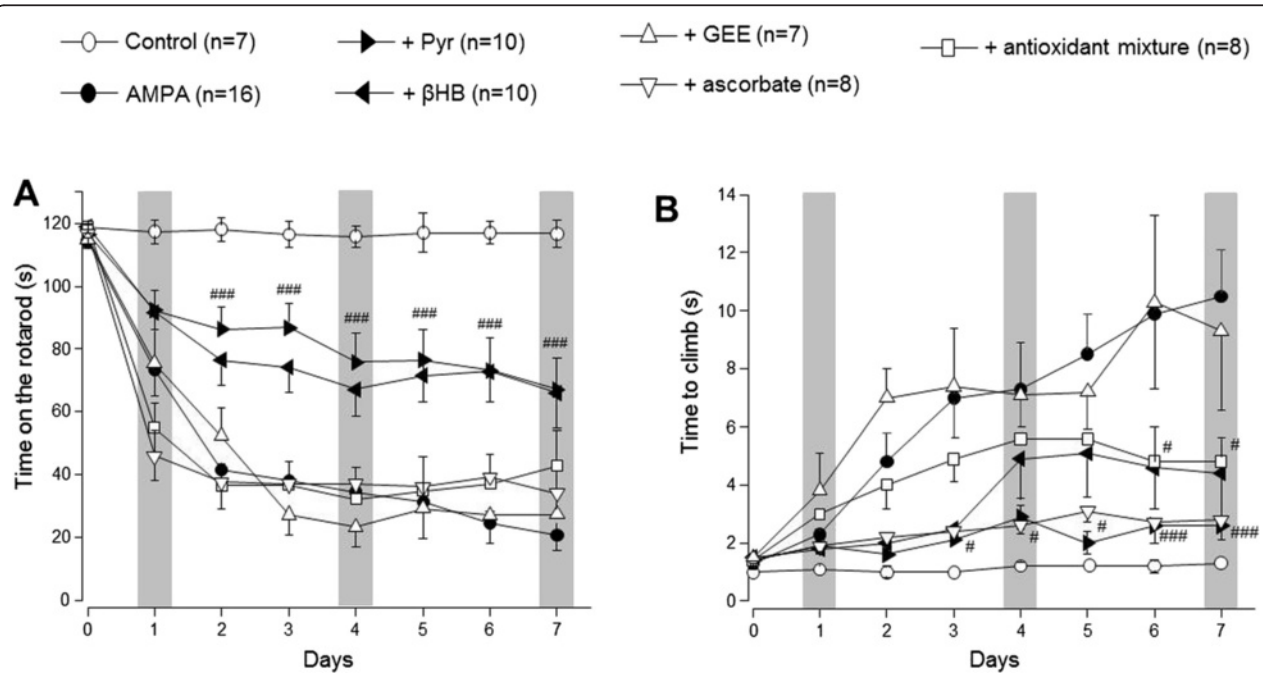 Control (n=7)
+ Pyr (n=10)
+ GEE (n=7)
+ antioxidant mixture (n=8)
AMPA (n=16)
+ βHB (n=10)
+ ascorbate (n=8)
A
Time on the rotarod (s)
120
100
80
60
40
20
0
###
###
###
###
###
###
0 1 2 3 4 5 6 7
Days
B
Time to climb (s)
14
12
10
8
6
4
2
0
#
#
#
#
#
###
###
0 1 2 3 4 5 6 7
Days